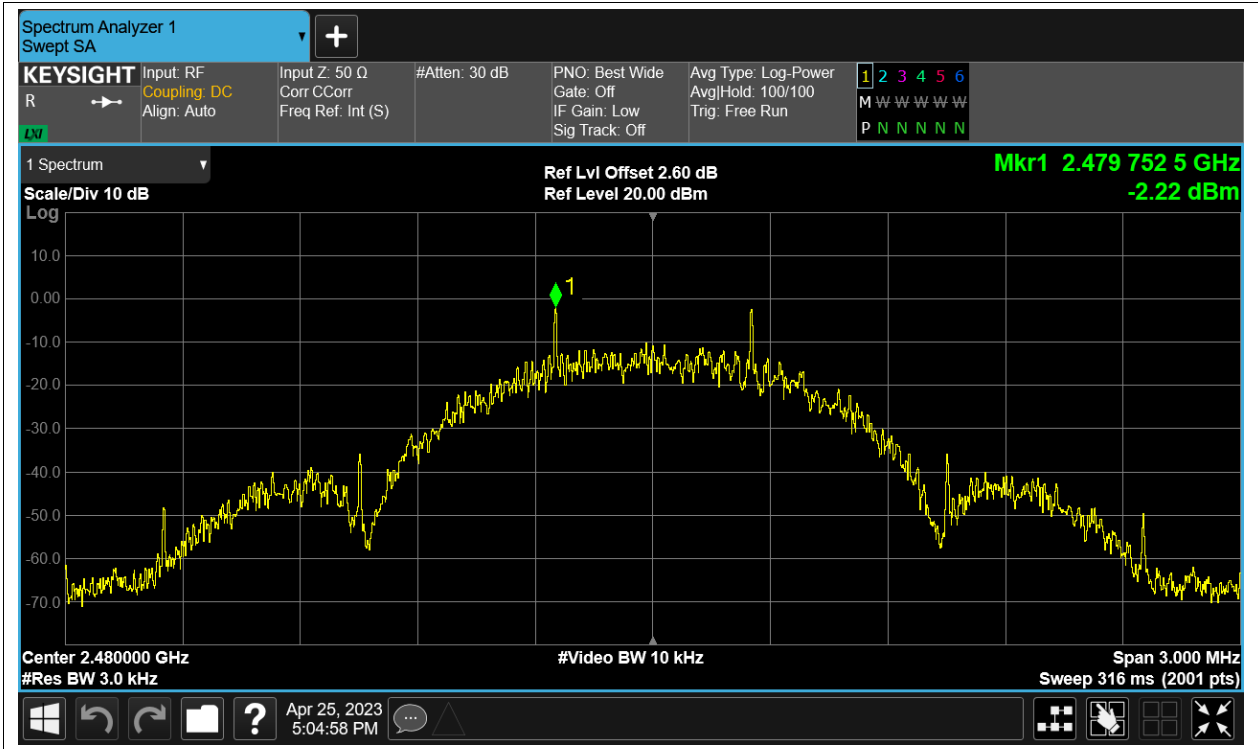 Spectrum Analyzer 1
Swept SA
+
KEYSIGHT
R
LXI
Input: RF
Coupling: DC
Align: Auto
Input Z: 50 Ω
Corr CCorr
Freq Ref: Int (S)
#Atten: 30 dB
PNO: Best Wide
Gate: Off
IF Gain: Low
Sig Track: Off
Avg Type: Log-Power
Avg|Hold: 100/100
Trig: Free Run
1 2 3 4 5 6
M W W W W W
P N N N N N
1 Spectrum
Scale/Div 10 dB
Log
Ref Lvl Offset 2.60 dB
Ref Level 20.00 dBm
Mkr1 2.479 752 5 GHz
-2.22 dBm
1
10.0
0.00
-10.0
-20.0
-30.0
-40.0
-50.0
-60.0
-70.0
Center 2.480000 GHz
#Res BW 3.0 kHz
#Video BW 10 kHz
Span 3.000 MHz
Sweep 316 ms (2001 pts)
?
Apr 25, 2023
5:04:58 PM